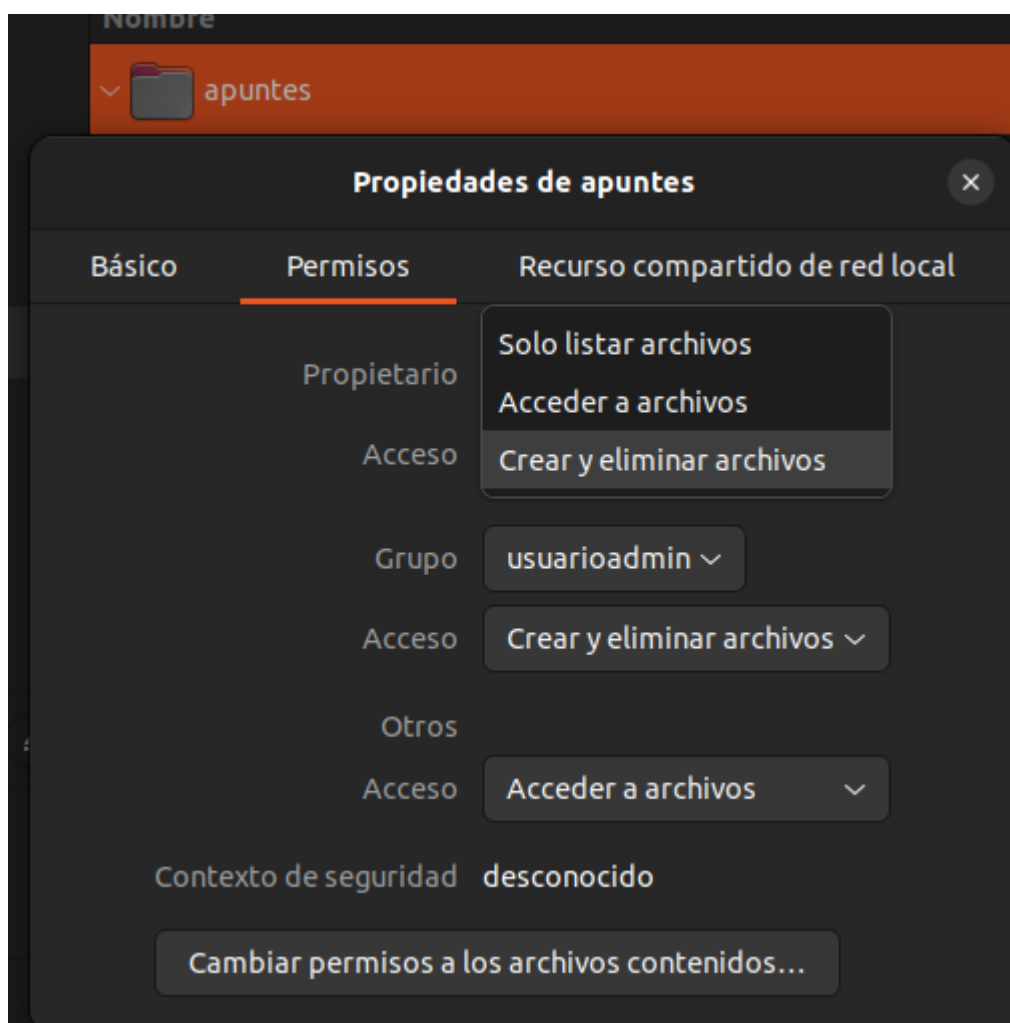 Nombre
apuntes
Propiedades de apuntes
Básico Permisos Recurso compartido de red local
Solo listar archivos
Propietario
Acceder a archivos
Acceso Crear y eliminar archivos
Grupo usuarioadmin
Acceso Crear y eliminar archivos
Otros
Acceso Acceder a archivos
Contexto de seguridad desconocido
Cambiar permisos a los archivos contenidos...